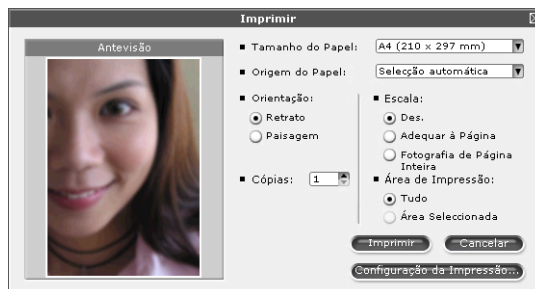 Imprimir
Antevisão
Tamanho do Papel: A4 (210 x 297 mm)
Origem do Papel: Selecção automática
Orientação:
Retrato
Paisagem
Cópias: 1
Escala:
Des.
Adequar à Página
Fotografia de Página
Inteira
Área de Impressão:
Tudo
Área Seleccionada
Imprimir
Cancelar
Configuração da Impressão...